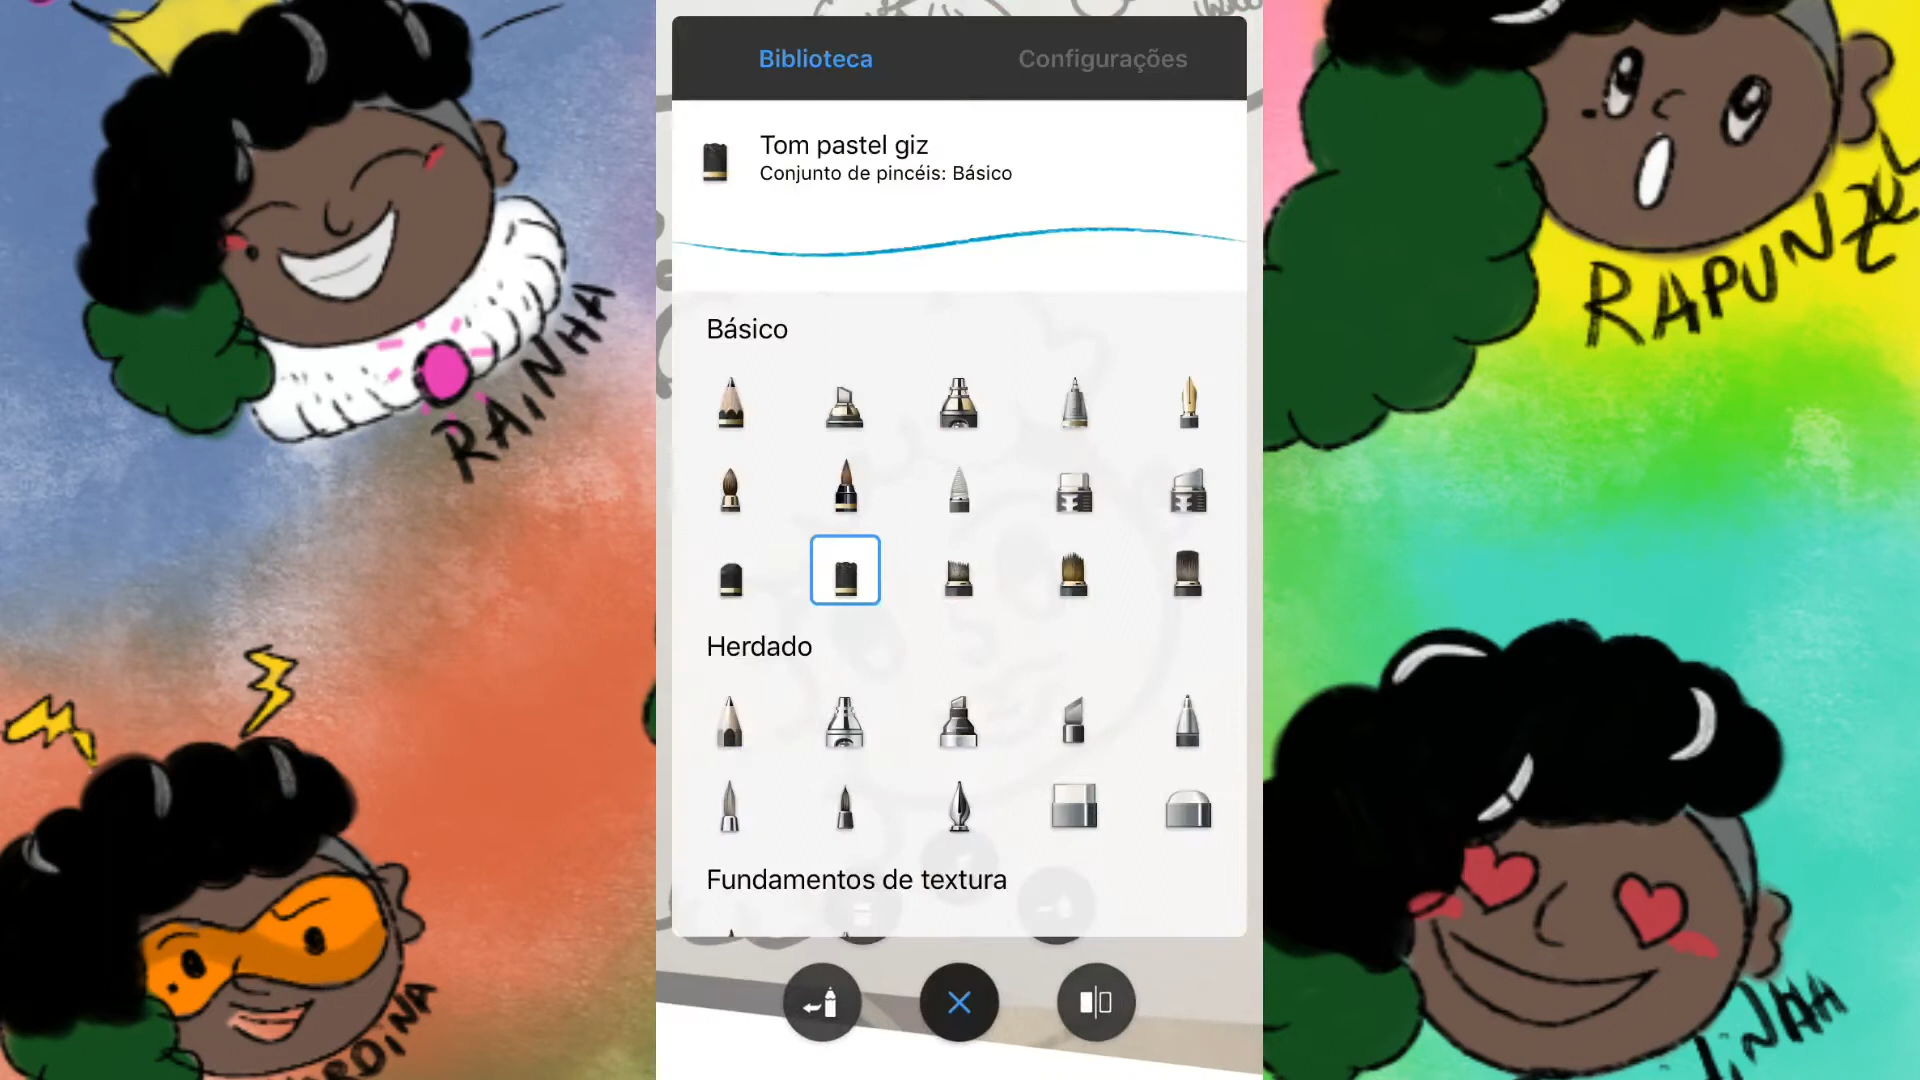 Biblioteca
Configurações
Tom pastel giz
Conjunto de pincéis: Básico
Básico
Herdado
Fundamentos de textura
RAiNHA
RAPUNZEL